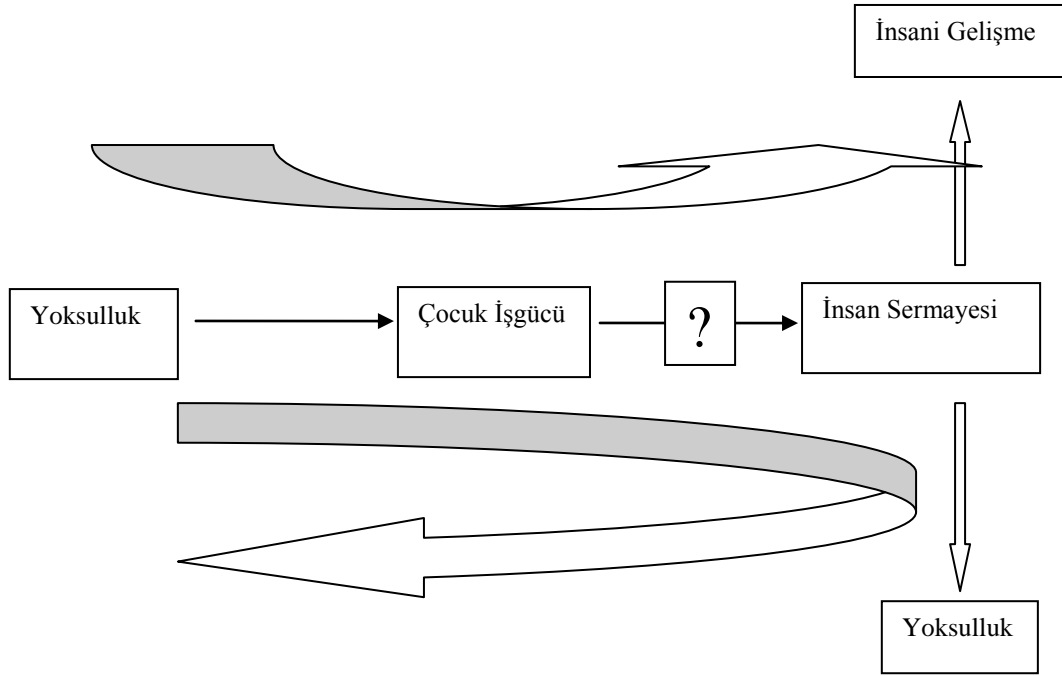 İnsani Gelişme
Yoksulluk
Çocuk İşgücü
?
İnsan Sermayesi
Yoksulluk